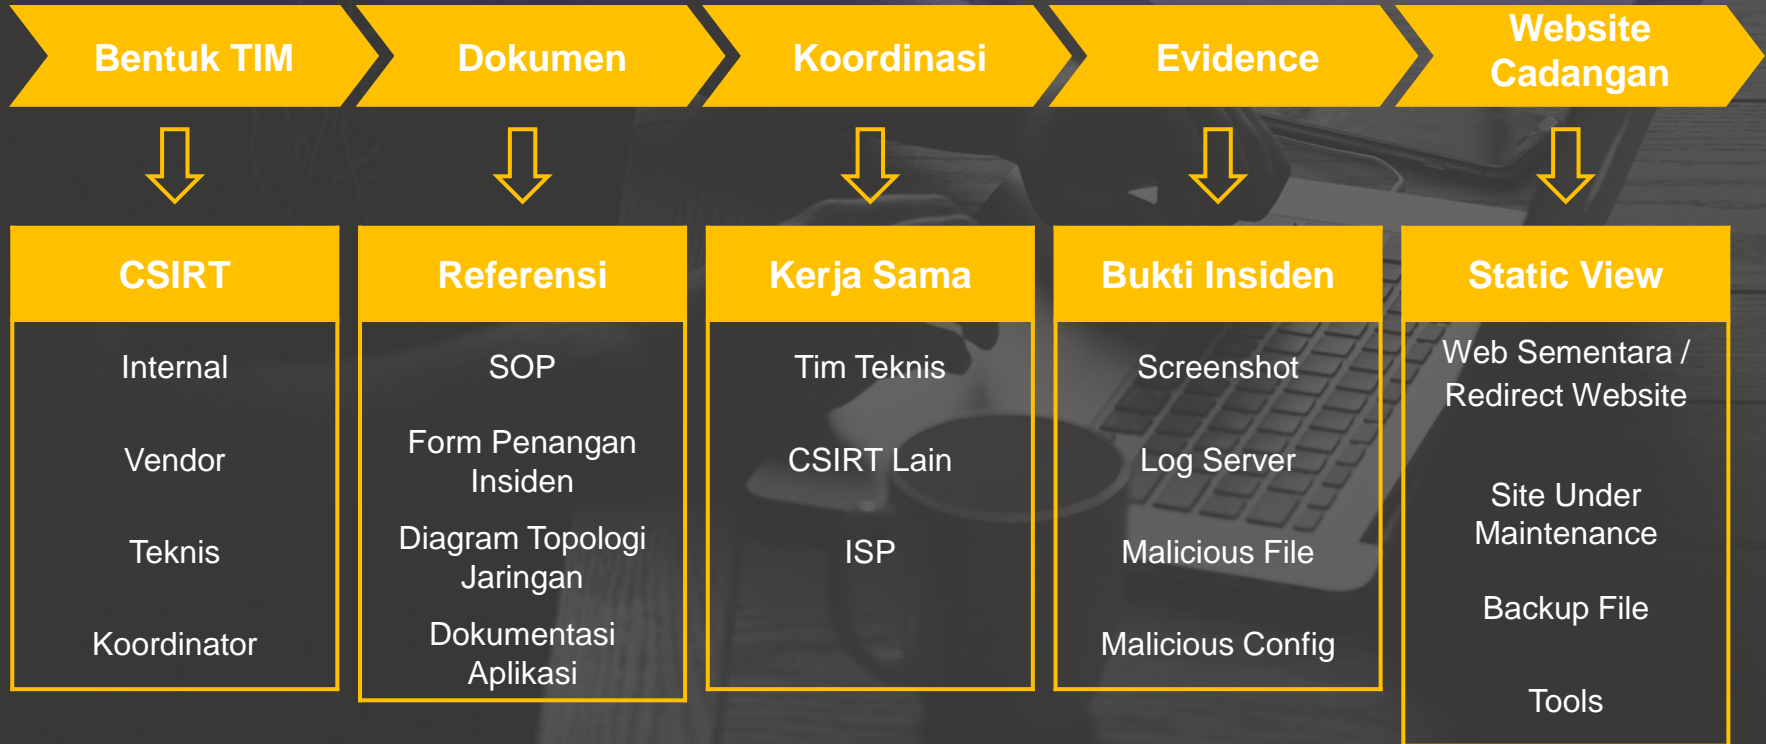 Bentuk TIM
Dokumen
Koordinasi
Evidence
Website
Cadangan
CSIRT
Internal
Vendor
Teknis
Koordinator
Referensi
SOP
Form Penangan
Insiden
Diagram Topologi
Jaringan
Dokumentasi
Aplikasi
Kerja Sama
Tim Teknis
CSIRT Lain
ISP
Bukti Insiden
Screenshot
Log Server
Malicious File
Malicious Config
Static View
Web Sementara /
Redirect Website
Site Under
Maintenance
Backup File
Tools